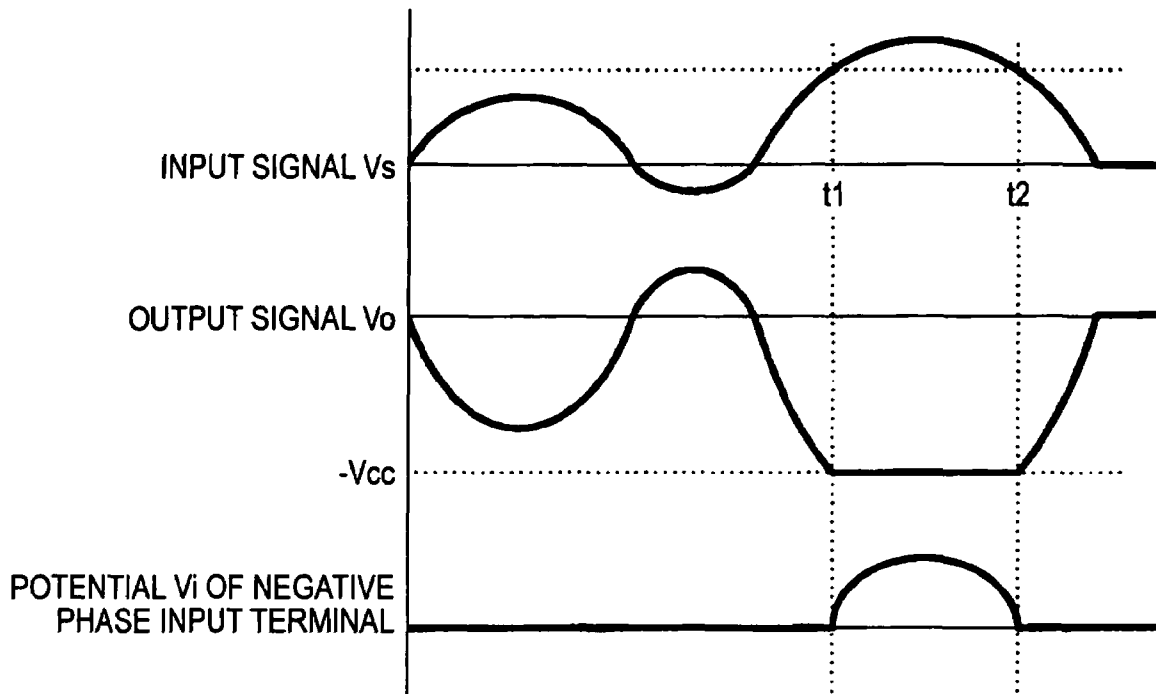 INPUT SIGNAL Vs
t1
t2
OUTPUT SIGNAL Vo
-Vcc
POTENTIAL Vi OF NEGATIVE
PHASE INPUT TERMINAL